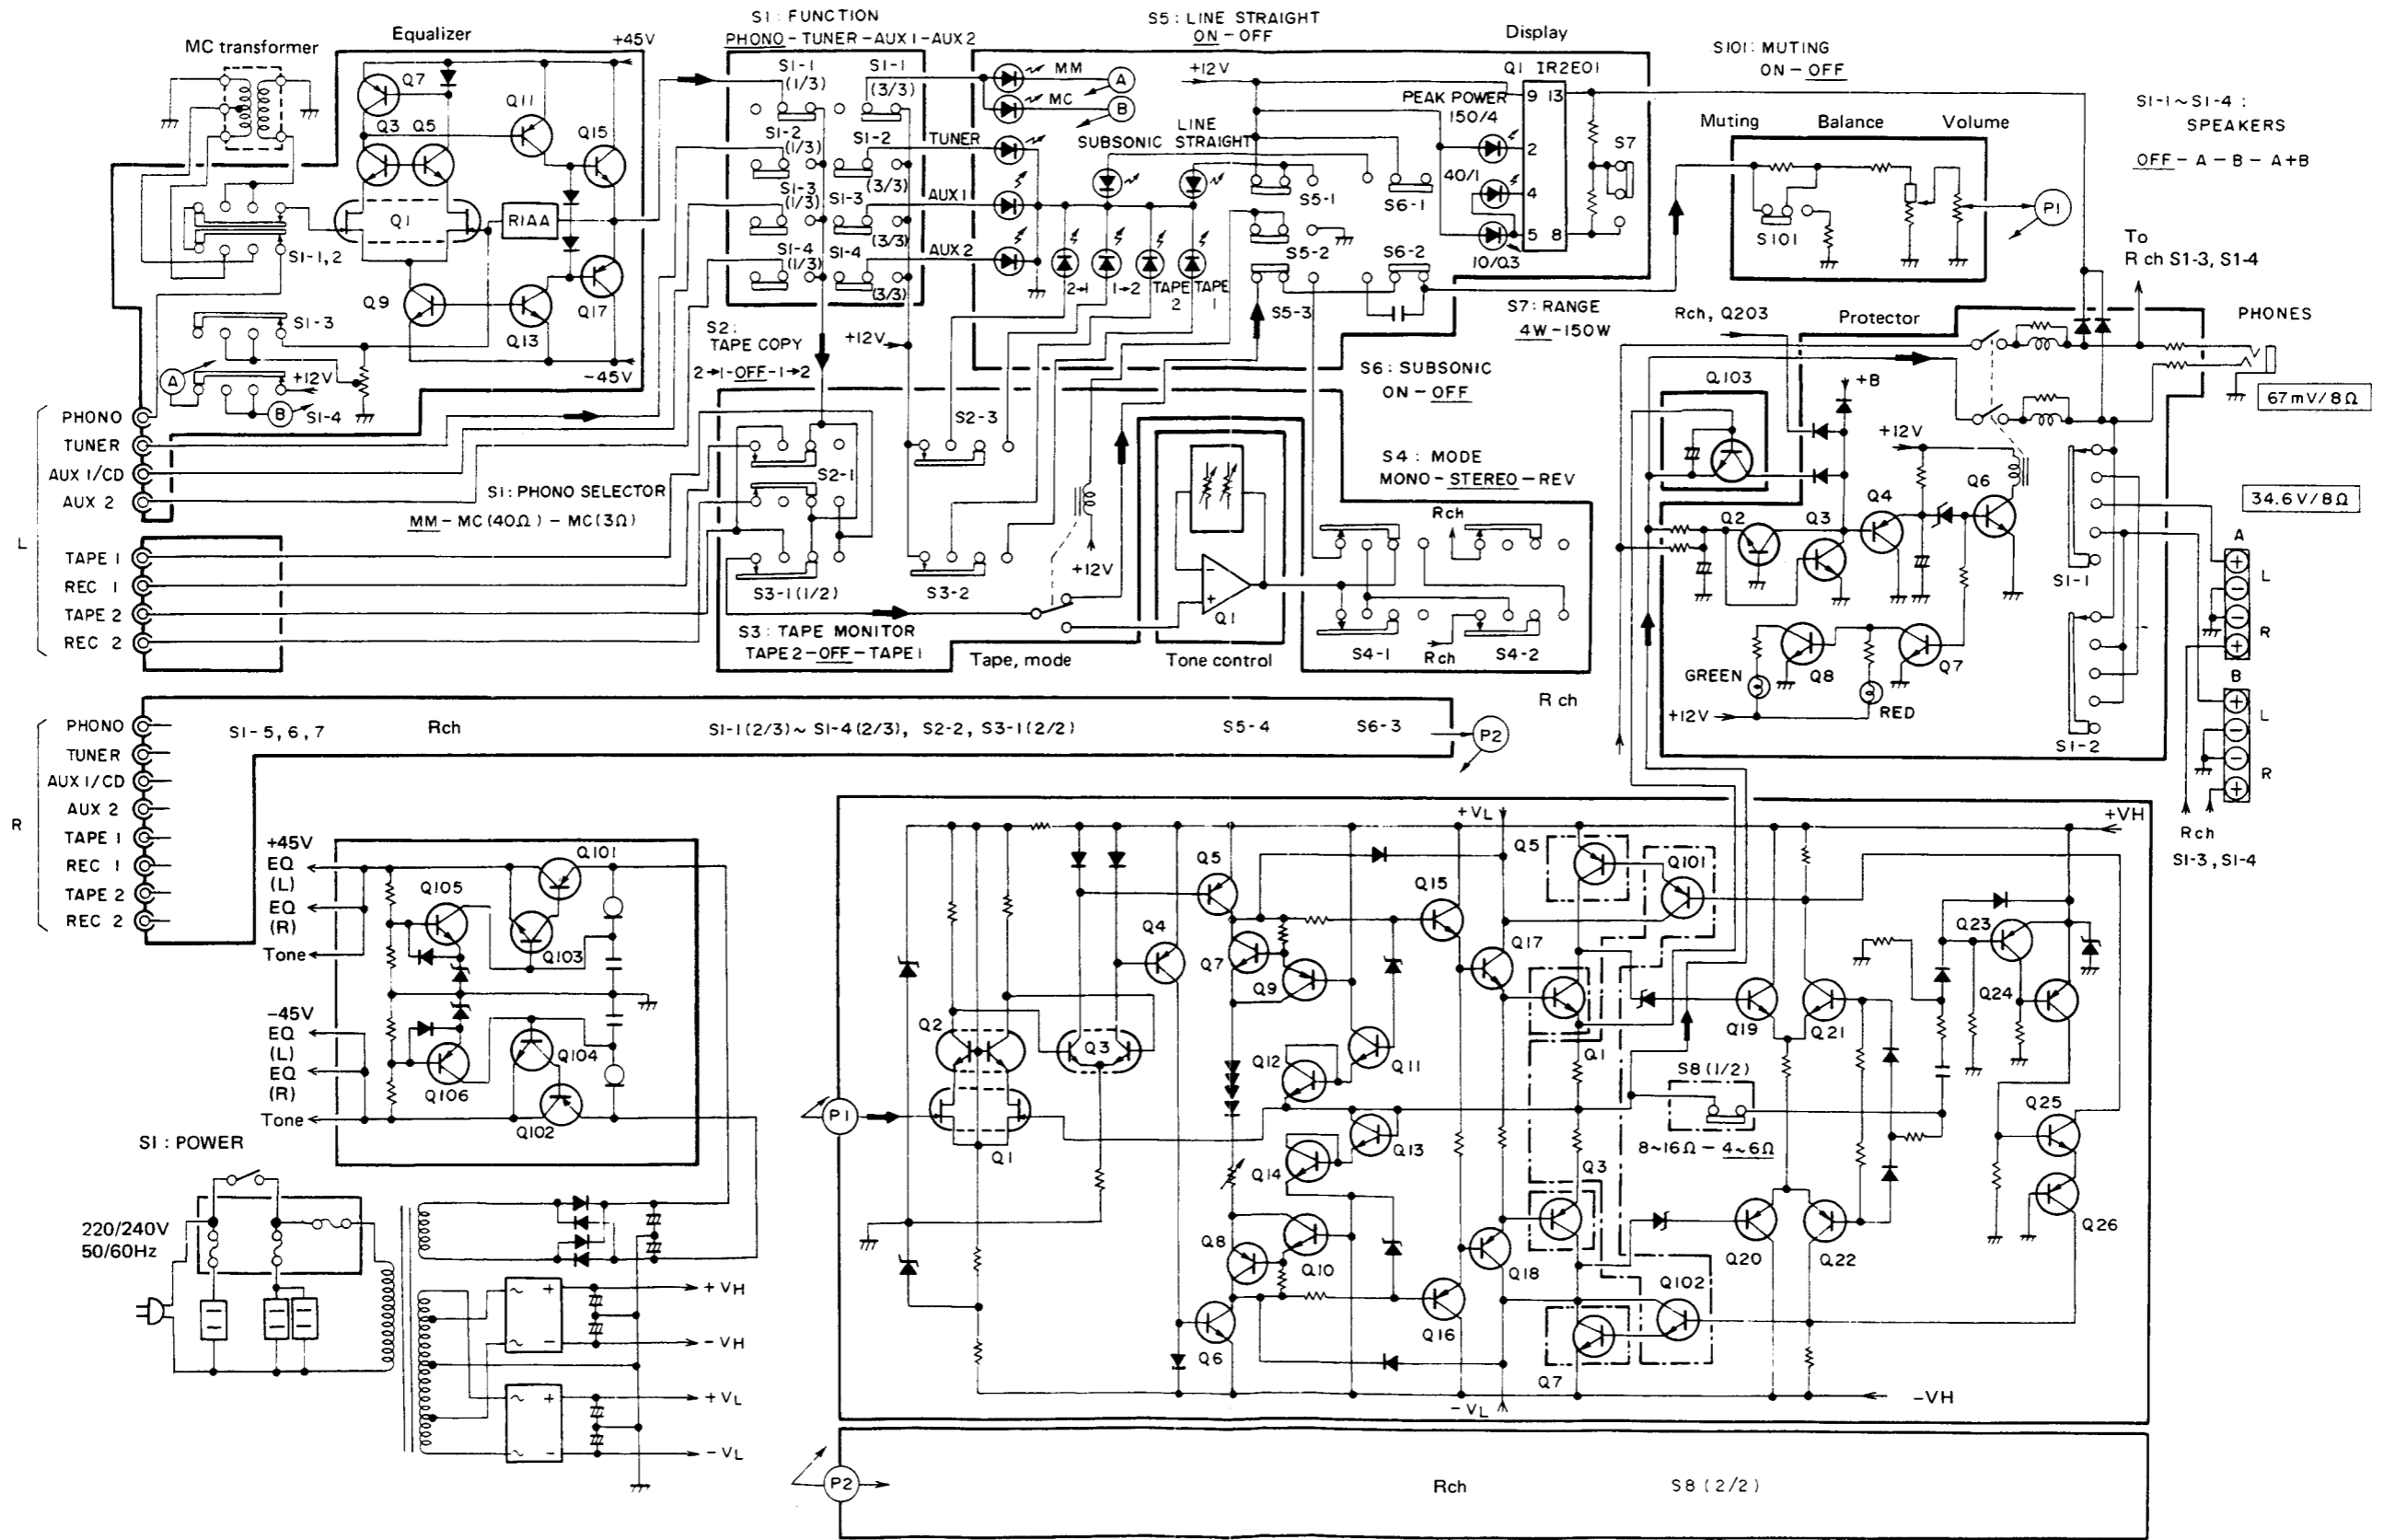 S1 : FUNCTION
PHONO - TUNER - AUX 1 - AUX 2
S5 : LINE STRAIGHT
ON - OFF
Display
S101 : MUTING
ON - OFF
MC transformer
Equalizer
+45V
Q7
Q11
Q3
Q5
Q15
Q1
RIAA
S1-1, 2
Q9
Q13
Q17
S1-3
-45V
A
+12V
B
S1-4
S1-1
(1/3)
S1-1
(3/3)
S1-2
(1/3)
S1-2
(3/3)
S1-3
(1/3)
S1-3
(3/3)
S1-4
(1/3)
S1-4
(3/3)
MM
A
MC
B
TUNER
AUX 1
AUX 2
SUBSONIC
LINE
STRAIGHT
2→1
1→2
TAPE
2
TAPE
1
+12V
Q1 IR2E01
PEAK POWER
150/4
9
13
2
40/1
4
5
8
10/0.3
S7
S5-1
S6-1
S5-2
S6-2
S5-3
S7 : RANGE
4W - 150W
S6 : SUBSONIC
ON - OFF
Muting
Balance
Volume
S101
P1
S1-1 ~ S1-4 :
SPEAKERS
OFF - A - B - A+B
To
R ch S1-3, S1-4
Rch, Q203
Protector
PHONES
67mV/8Ω
34.6V/8Ω
Q103
+B
+12V
Q2
Q3
Q4
Q6
S1-1
Q8
Q7
GREEN
RED
+12V
S1-2
A
L
R
B
L
R
Rch
S1-3, S1-4
S2 :
TAPE COPY
2→1-OFF-1→2
+12V
S2-3
S2-1
S3-1 (1/2)
S3-2
S3 : TAPE MONITOR
TAPE 2 - OFF - TAPE 1
+12V
Tape, mode
Q1
Tone control
S4 : MODE
MONO - STEREO - REV
Rch
S4-1
Rch
S4-2
L
PHONO
TUNER
AUX 1/CD
AUX 2
TAPE 1
REC 1
TAPE 2
REC 2
S1 : PHONO SELECTOR
MM - MC (40Ω) - MC (3Ω)
R ch
R
PHONO
TUNER
AUX 1/CD
AUX 2
TAPE 1
REC 1
TAPE 2
REC 2
S1-5, 6, 7
Rch
S1-1(2/3) ~ S1-4(2/3), S2-2, S3-1(2/2)
S5-4
S6-3
P2
+45V
EQ
(L)
EQ
(R)
Tone
-45V
EQ
(L)
EQ
(R)
Tone
Q101
Q105
Q103
Q104
Q106
Q102
S1 : POWER
220/240V
50/60Hz
~
+
~
−
+VH
-VH
~
+
~
−
+VL
-VL
P1
Q2
Q1
Q3
Q4
Q5
Q7
Q9
Q12
Q11
Q14
Q13
Q8
Q10
Q6
Q15
Q17
Q16
Q18
+VL
-VL
Q5
Q101
Q1
Q3
Q102
Q7
S8 (1/2)
8~16Ω - 4~6Ω
Q19
Q21
Q20
Q22
Q23
Q24
Q25
Q26
+VH
-VH
P2
Rch
S8 (2/2)